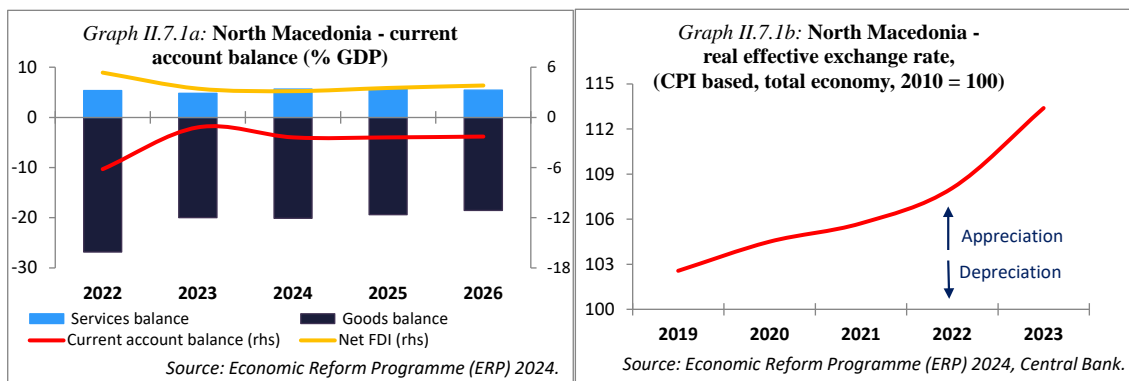 Graph II.7.1a: North Macedonia - current
account balance (% GDP)
10
0
-10
-20
-30
6
0
-6
-12
-18
2022 2023 2024 2025 2026
Services balance Goods balance
Current account balance (rhs) Net FDI (rhs)
Source: Economic Reform Programme (ERP) 2024.
Graph II.7.1b: North Macedonia -
real effective exchange rate,
(CPI based, total economy, 2010 = 100)
115
112
109
106
103
100
Appreciation
Depreciation
2019 2020 2021 2022 2023
Source: Economic Reform Programme (ERP) 2024, Central Bank.